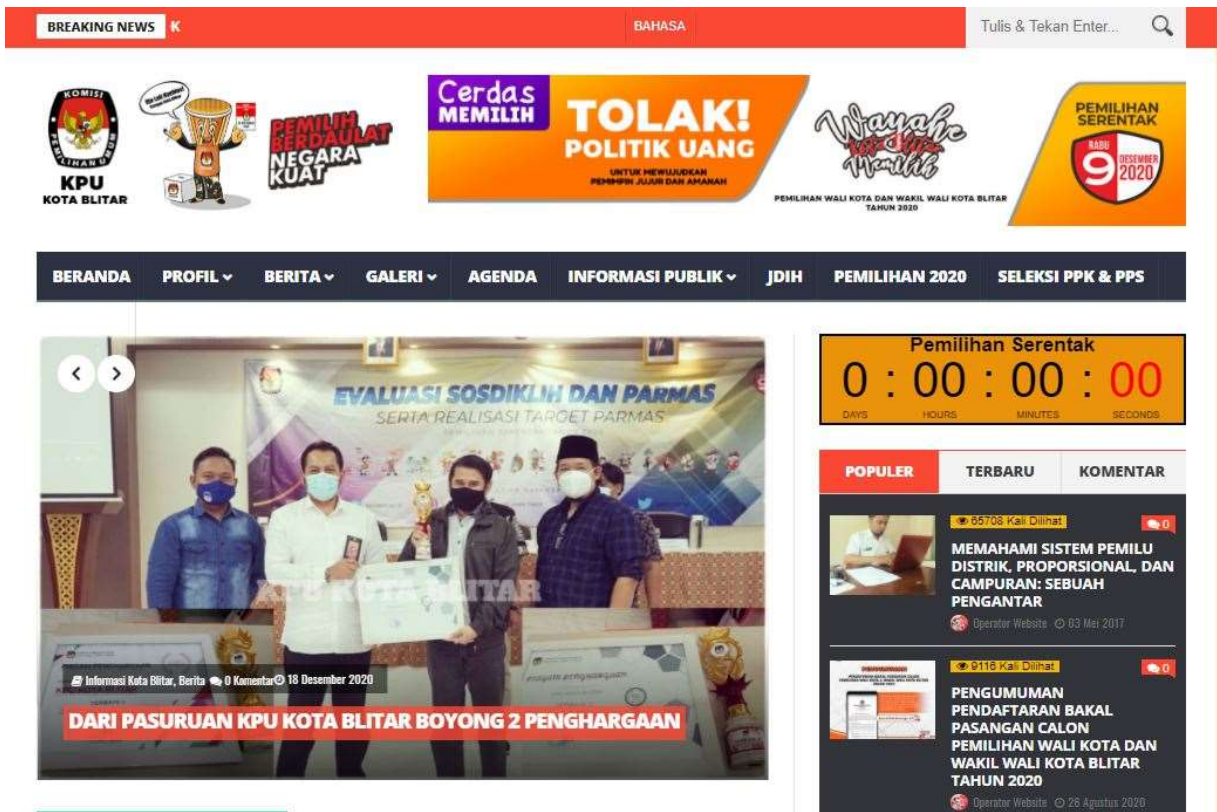 BREAKING NEWS K
BAHASA
Tulis & Tekan Enter...
KOMISI
PEMILIHAN UMUM
KPU
KOTA BLITAR
PEMILIH
BERDAULAT
NEGARA
KUAT
Cerdas
MEMILIH
TOLAK!
POLITIK UANG
UNTUK MEWUJUDKAN
PEMIMPIN JUJUR DAN AMANAH
Wayahe
Kota Blitar
Memilih
PEMILIHAN WALI KOTA DAN WAKIL WALI KOTA BLITAR
TAHUN 2020
PEMILIHAN
SERENTAK
RABU
9 DESEMBER
2020
BERANDA PROFIL BERITA GALERI AGENDA INFORMASI PUBLIK JDIH PEMILIHAN 2020 SELEKSI PPK & PPS
EVALUASI SOSDIKLIH DAN PARMAS
SERTA REALISASI TARGET PARMAS
KPU KOTA BLITAR
Informasi Kota Blitar, Berita 0 Komentar 18 Desember 2020
DARI PASURUAN KPU KOTA BLITAR BOYONG 2 PENGHARGAAN
Pemilihan Serentak
0 : 00 : 00 : 00
DAYS HOURS MINUTES SECONDS
POPULER TERBARU KOMENTAR
65708 Kali Dilihat 0
MEMAHAMI SISTEM PEMILU
DISTRIK, PROPORSIONAL, DAN
CAMPURAN: SEBUAH
PENGANTAR
Operator Website 03 Mei 2017
9116 Kali Dilihat 0
PENGUMUMAN
PENDAFTARAN BAKAL
PASANGAN CALON
PEMILIHAN WALI KOTA DAN
WAKIL WALI KOTA BLITAR
TAHUN 2020
Operator Website 26 Agustus 2020